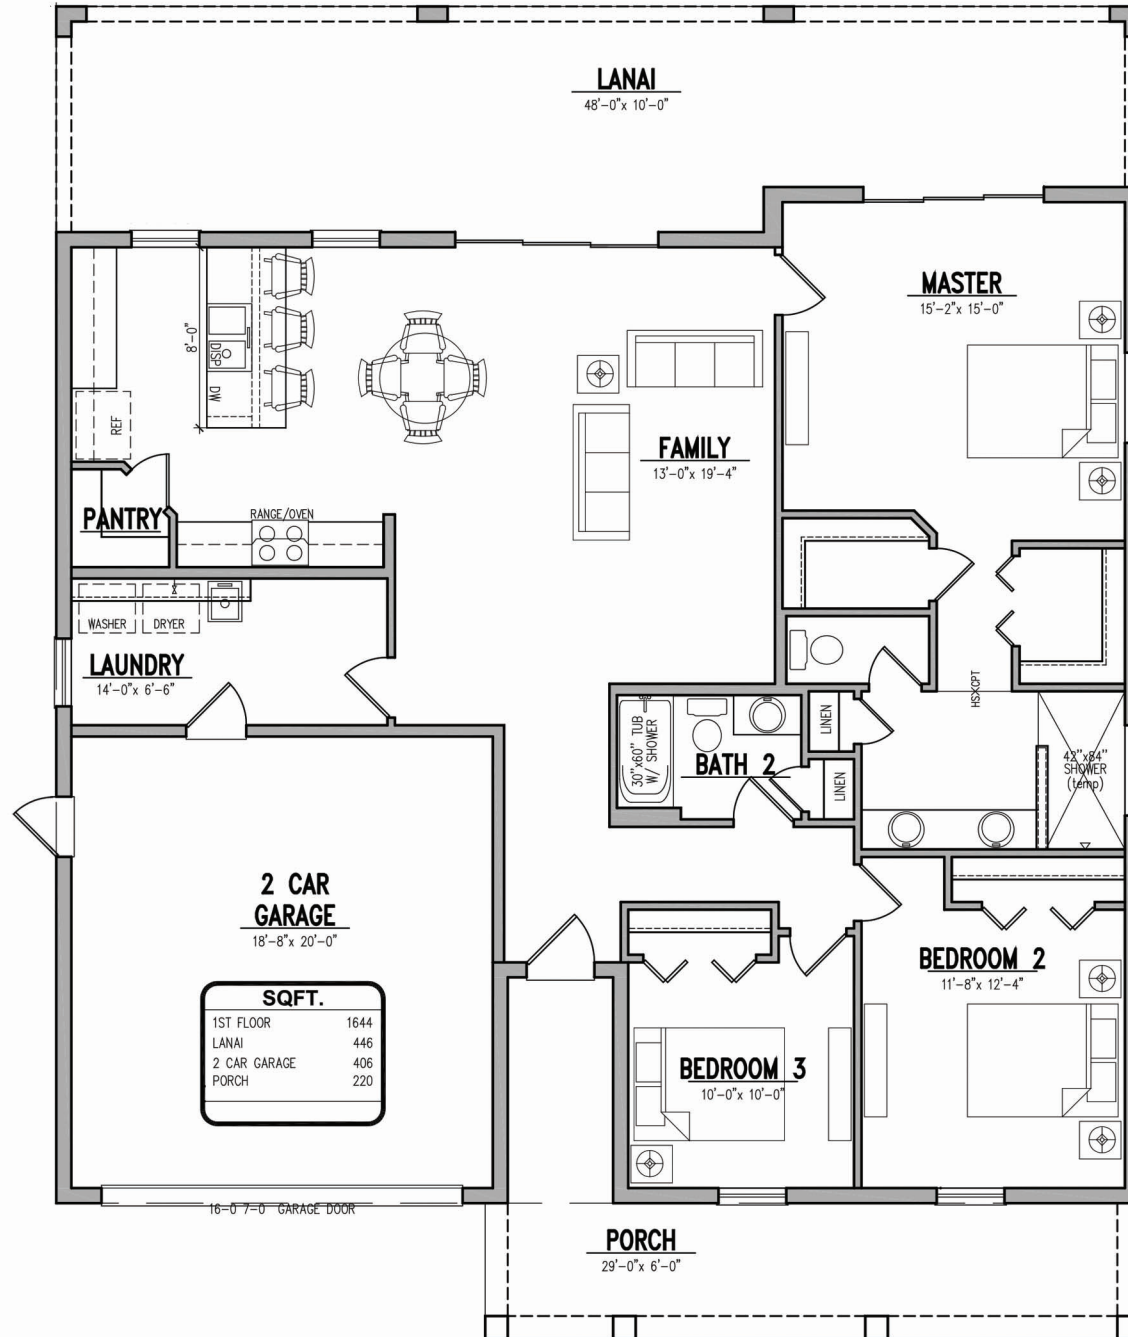 LANAI
48'-0"x 10'-0"
MASTER
15'-2"x 15'-0"
8'-0"
DISP
DW
REF
FAMILY
13'-0"x 19'-4"
PANTRY
RANGE/OVEN
WASHER
DRYER
LAUNDRY
14'-0"x 6'-6"
HSXCPT
LINEN
30"x60" TUB
W/ SHOWER
BATH 2
LINEN
42"x84"
SHOWER
(temp)
2 CAR
GARAGE
18'-8"x 20'-0"
BEDROOM 2
11'-8"x 12'-4"
SQFT.
1ST FLOOR 1644
LANAI 446
2 CAR GARAGE 406
PORCH 220
BEDROOM 3
10'-0"x 10'-0"
16-0 7-0 GARAGE DOOR
PORCH
29'-0"x 6'-0"